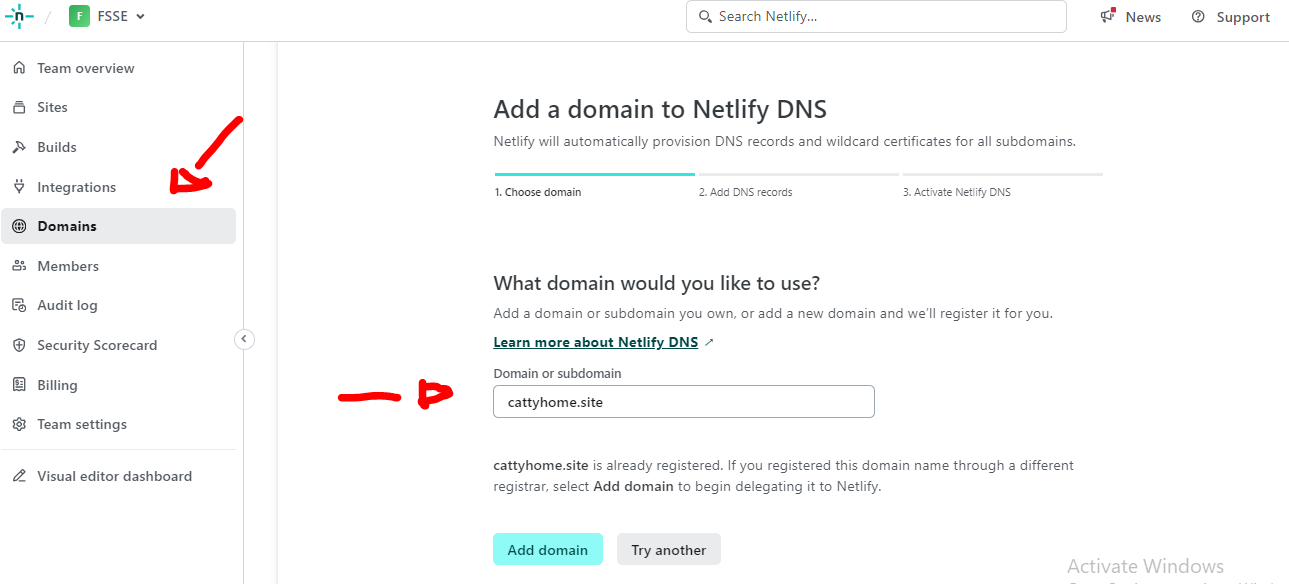 n / F FSSE
Search Netlify...
News
Support
Team overview
Sites
Builds
Integrations
Domains
Members
Audit log
Security Scorecard
Billing
Team settings
Visual editor dashboard
Add a domain to Netlify DNS
Netlify will automatically provision DNS records and wildcard certificates for all subdomains.
1. Choose domain
2. Add DNS records
3. Activate Netlify DNS
What domain would you like to use?
Add a domain or subdomain you own, or add a new domain and we'll register it for you.
Learn more about Netlify DNS ↗
Domain or subdomain
cattyhome.site
cattyhome.site is already registered. If you registered this domain name through a different
registrar, select Add domain to begin delegating it to Netlify.
Add domain
Try another
Activate Windows